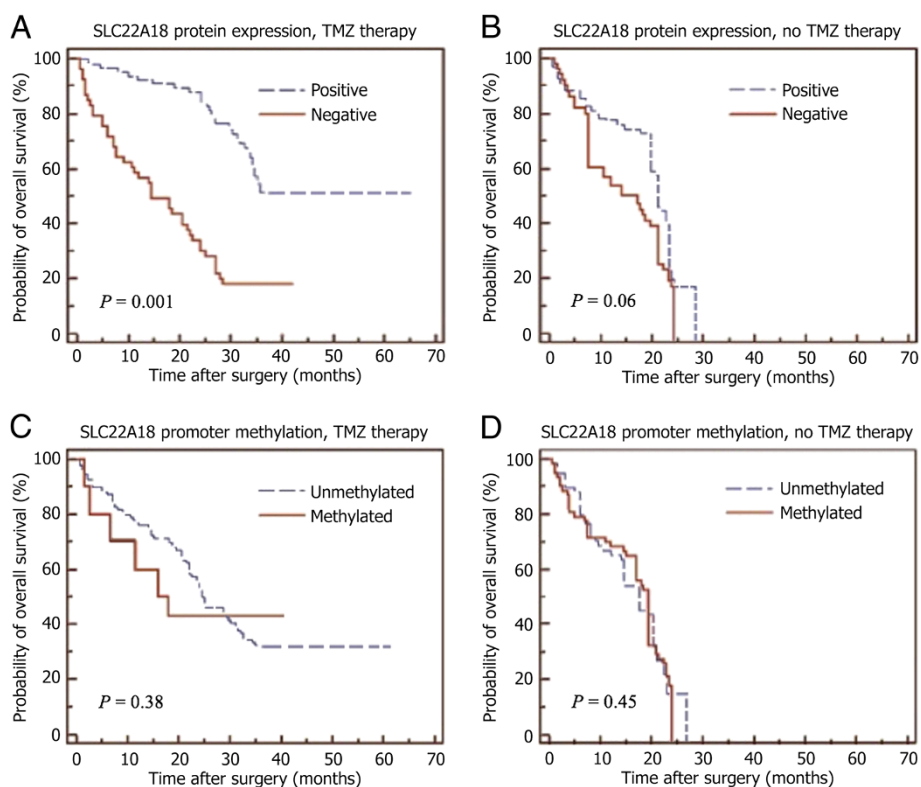 A
SLC22A18 protein expression, TMZ therapy
Probability of overall survival (%)
100
80
60
40
20
0
Positive
Negative
P = 0.001
0 10 20 30 40 50 60 70
Time after surgery (months)
B
SLC22A18 protein expression, no TMZ therapy
Probability of overall survival (%)
100
80
60
40
20
0
Positive
Negative
P = 0.06
0 10 20 30 40 50 60 70
Time after surgery (months)
C
SLC22A18 promoter methylation, TMZ therapy
Probability of overall survival (%)
100
80
60
40
20
0
Unmethylated
Methylated
P = 0.38
0 10 20 30 40 50 60 70
Time after surgery (months)
D
SLC22A18 promoter methylation, no TMZ therapy
Probability of overall survival (%)
100
80
60
40
20
0
Unmethylated
Methylated
P = 0.45
0 10 20 30 40 50 60 70
Time after surgery (months)